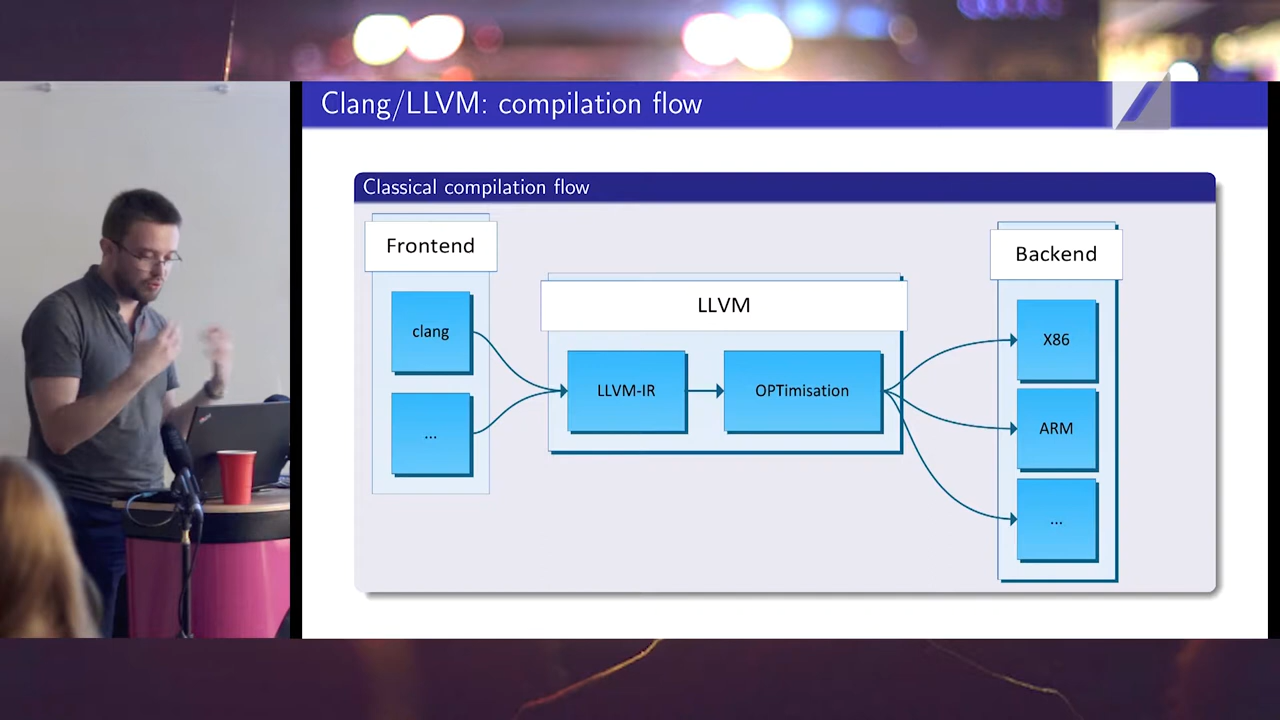 Clang/LLVM: compilation flow
Classical compilation flow
Frontend
clang
...
LLVM
LLVM-IR
OPTimisation
Backend
X86
ARM
...